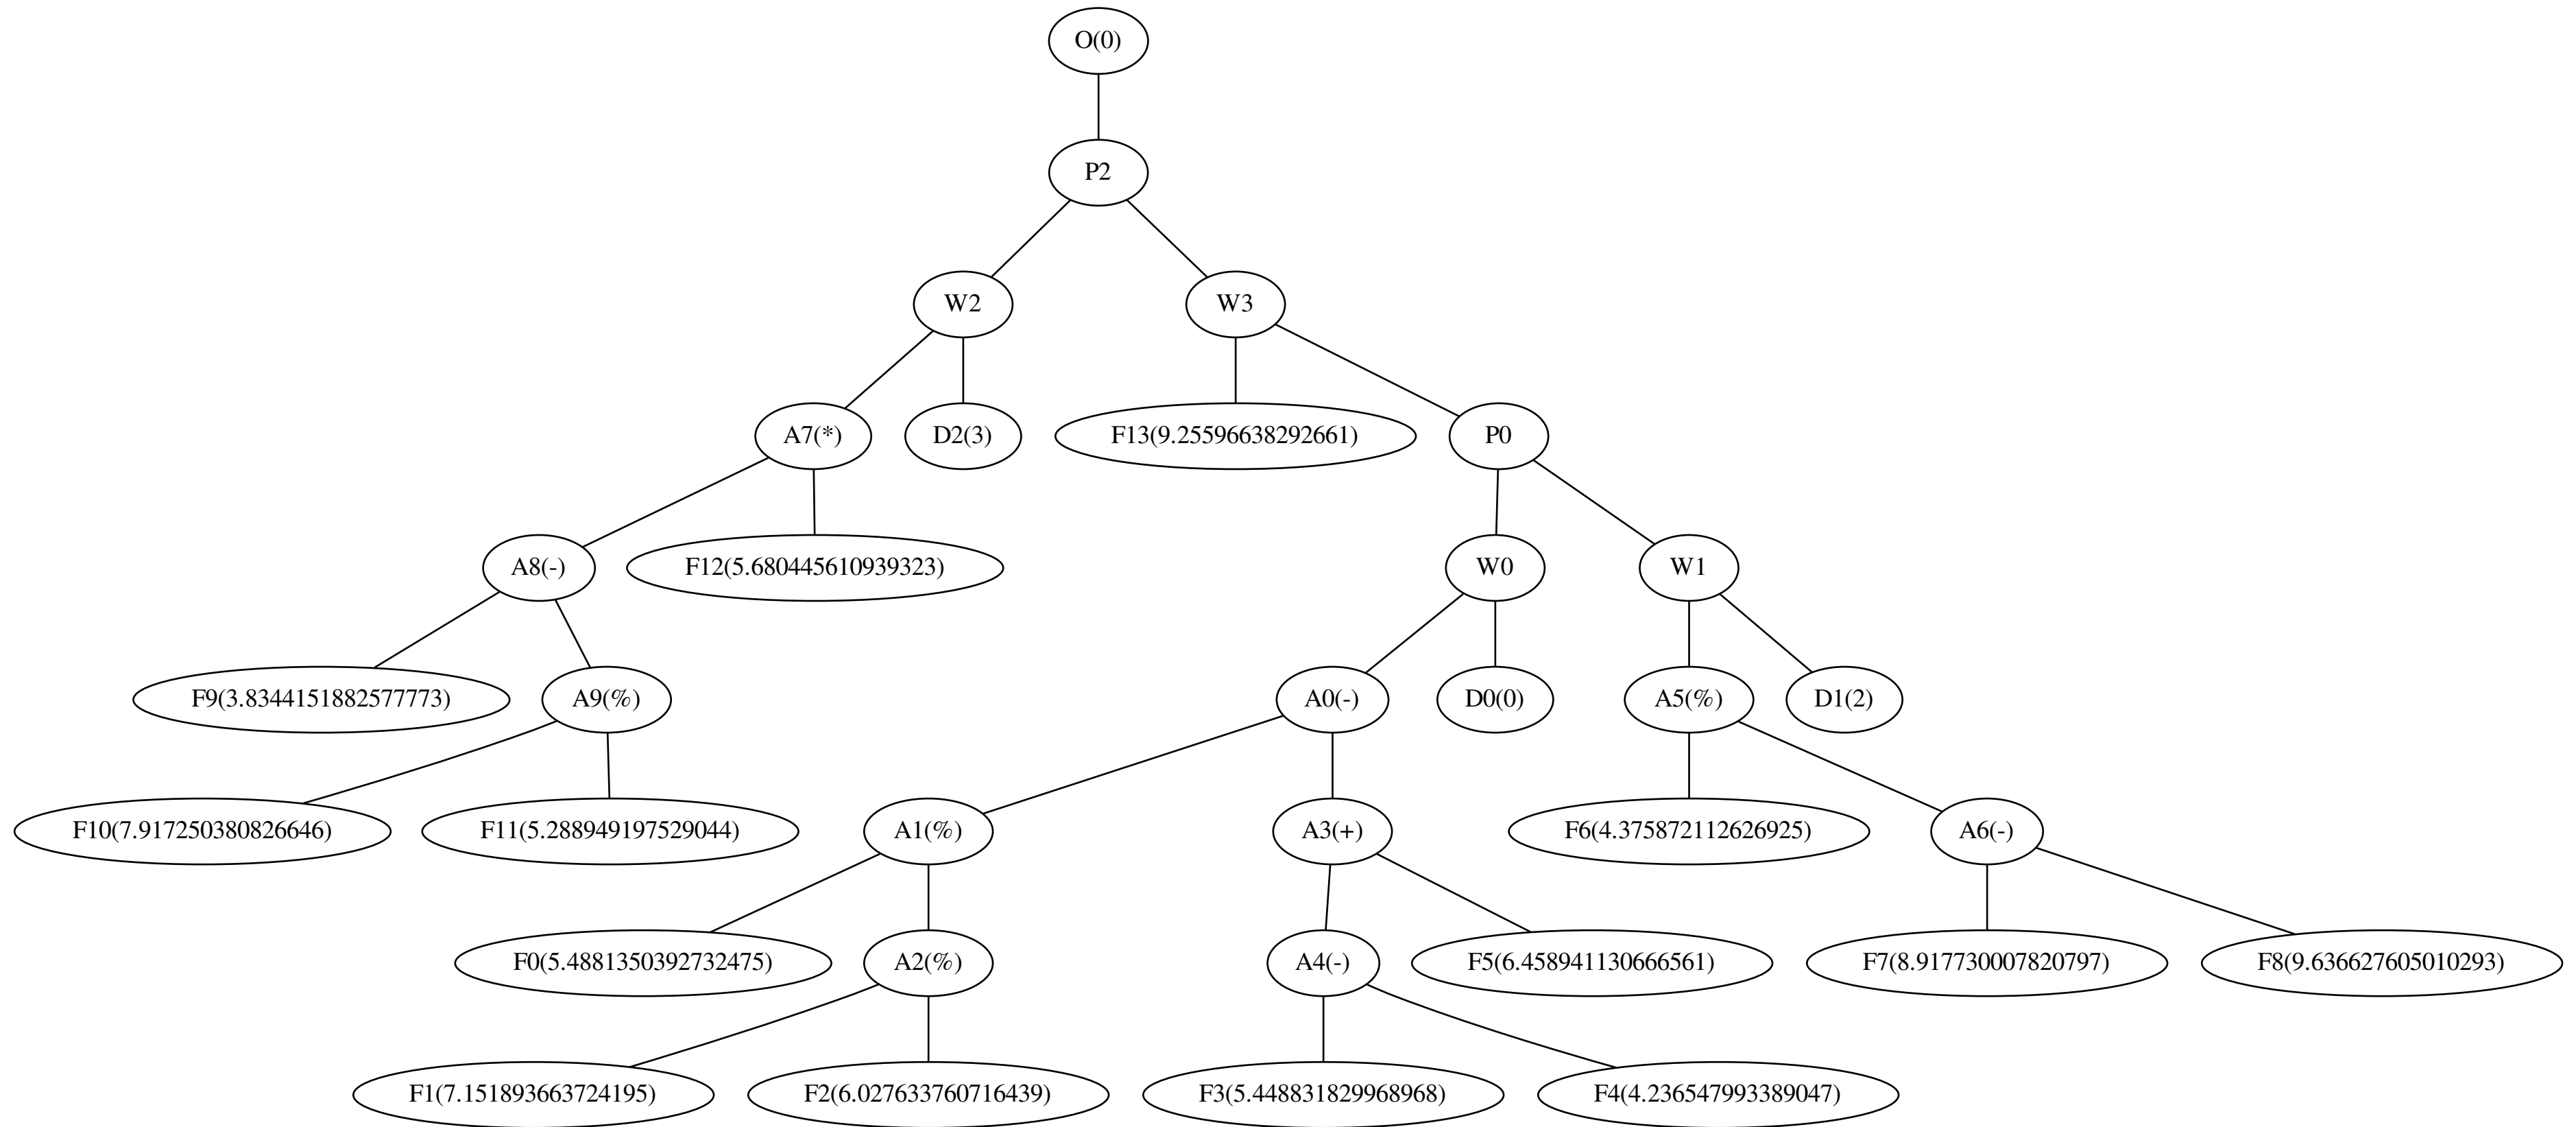 O(0)
P2
W2
W3
A7(*)
D2(3)
F13(9.25596638292661)
P0
A8(-)
F12(5.680445610939323)
W0
W1
F9(3.8344151882577773)
A9(%)
A0(-)
D0(0)
A5(%)
D1(2)
F10(7.917250380826646)
F11(5.288949197529044)
A1(%)
A3(+)
F6(4.375872112626925)
A6(-)
F0(5.4881350392732475)
A2(%)
A4(-)
F5(6.458941130666561)
F7(8.917730007820797)
F8(9.636627605010293)
F1(7.151893663724195)
F2(6.027633760716439)
F3(5.448831829968968)
F4(4.236547993389047)